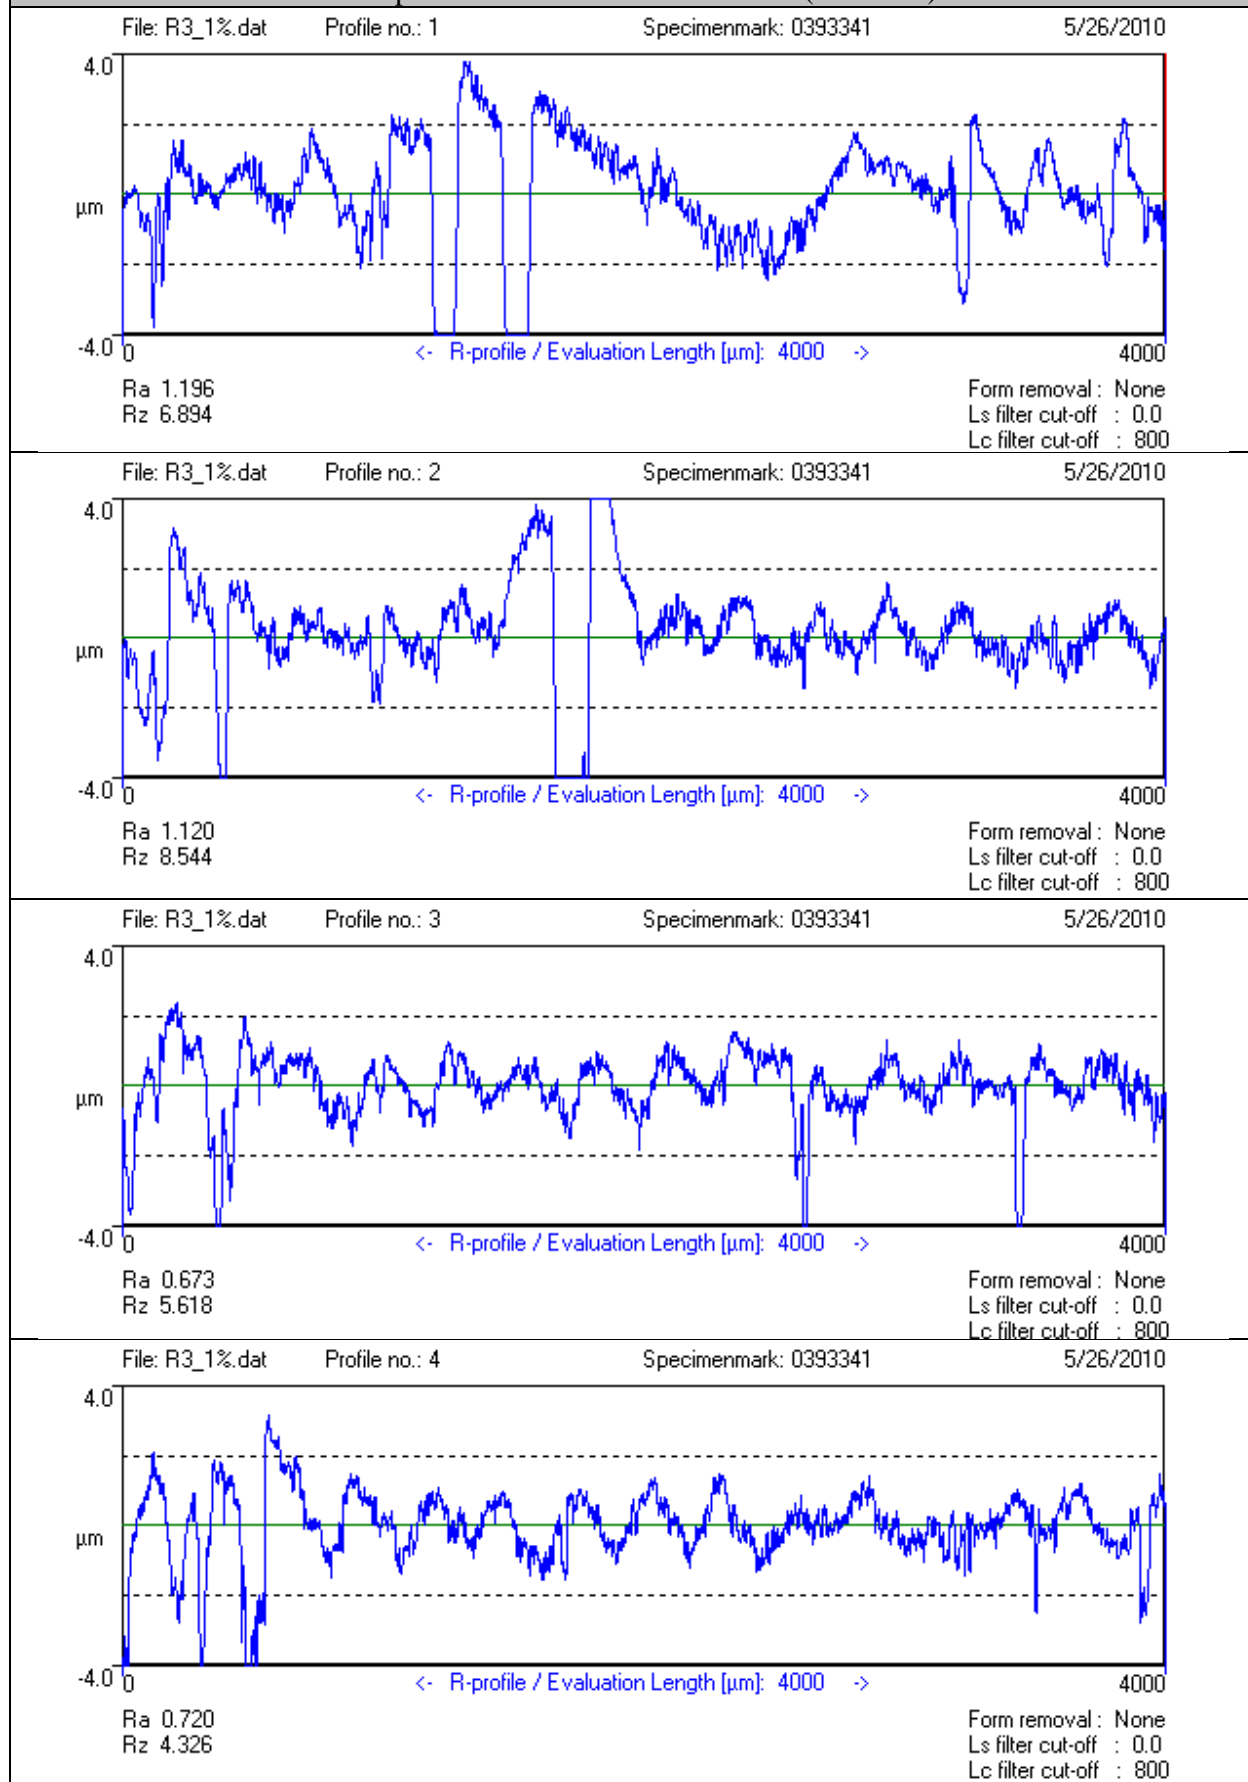 File: R3_1%.dat Profile no.: 1 Specimenmark: 0393341 5/26/2010
4.0
µm
-4.0 0 <- R-profile / Evaluation Length [µm]: 4000 -> 4000
Ra 1.196 Form removal : None
Rz 6.894 Ls filter cut-off : 0.0
Lc filter cut-off : 800
File: R3_1%.dat Profile no.: 2 Specimenmark: 0393341 5/26/2010
4.0
µm
-4.0 0 <- R-profile / Evaluation Length [µm]: 4000 -> 4000
Ra 1.120 Form removal : None
Rz 8.544 Ls filter cut-off : 0.0
Lc filter cut-off : 800
File: R3_1%.dat Profile no.: 3 Specimenmark: 0393341 5/26/2010
4.0
µm
-4.0 0 <- R-profile / Evaluation Length [µm]: 4000 -> 4000
Ra 0.673 Form removal : None
Rz 5.618 Ls filter cut-off : 0.0
Lc filter cut-off : 800
File: R3_1%.dat Profile no.: 4 Specimenmark: 0393341 5/26/2010
4.0
µm
-4.0 0 <- R-profile / Evaluation Length [µm]: 4000 -> 4000
Ra 0.720 Form removal : None
Rz 4.326 Ls filter cut-off : 0.0
Lc filter cut-off : 800